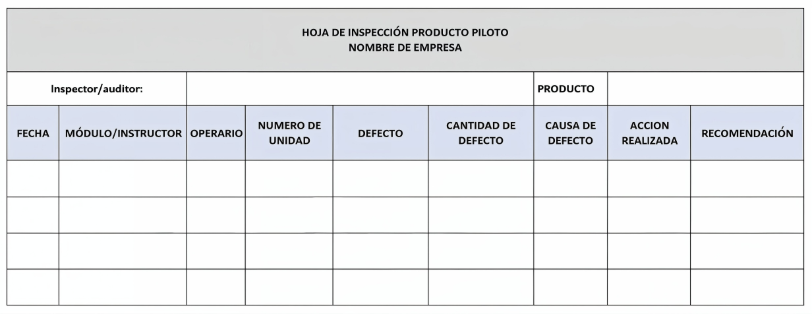 HOJA DE INSPECCIÓN PRODUCTO PILOTO
NOMBRE DE EMPRESA
Inspector/auditor:
PRODUCTO
FECHA
MÓDULO/INSTRUCTOR
OPERARIO
NUMERO DE
UNIDAD
DEFECTO
CANTIDAD DE
DEFECTO
CAUSA DE
DEFECTO
ACCION
REALIZADA
RECOMENDACIÓN